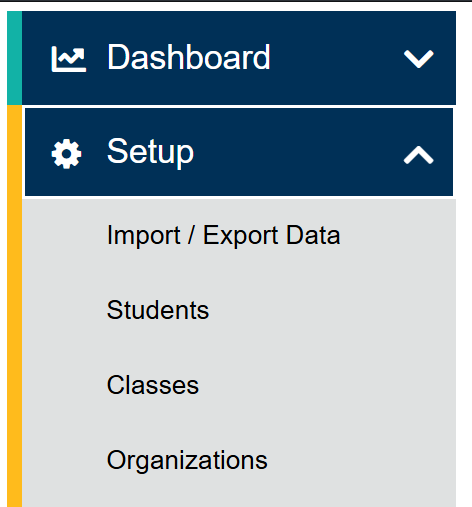 Dashboard
Setup
Import / Export Data
Students
Classes
Organizations